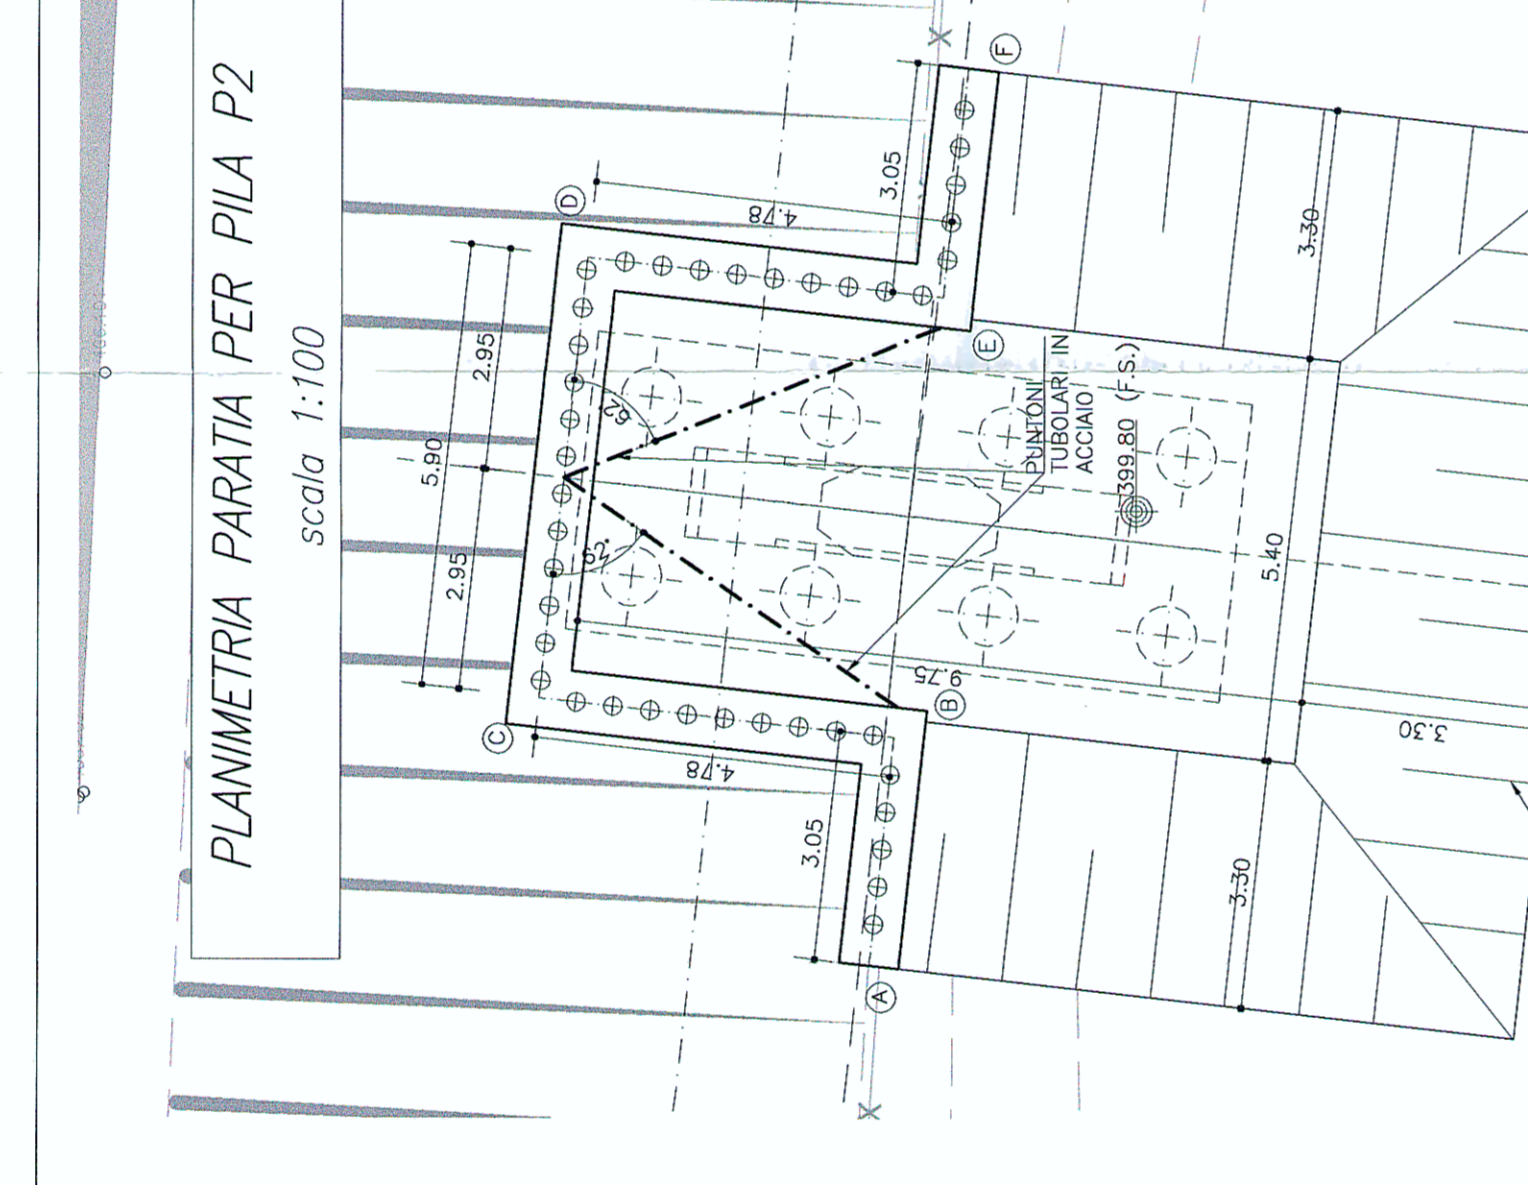 PLANIMETRIA PARATIA PER PILA P2
scala 1:100
5.90
2.95
2.95
C
D
4.78
4.78
3.05
3.05
62°
62°
A
B
E
F
X
X
PUNTONI
TUBOLARI IN
ACCIAIO
399.80 (F.S.)
9.75
5.40
3.30
3.30
3.30